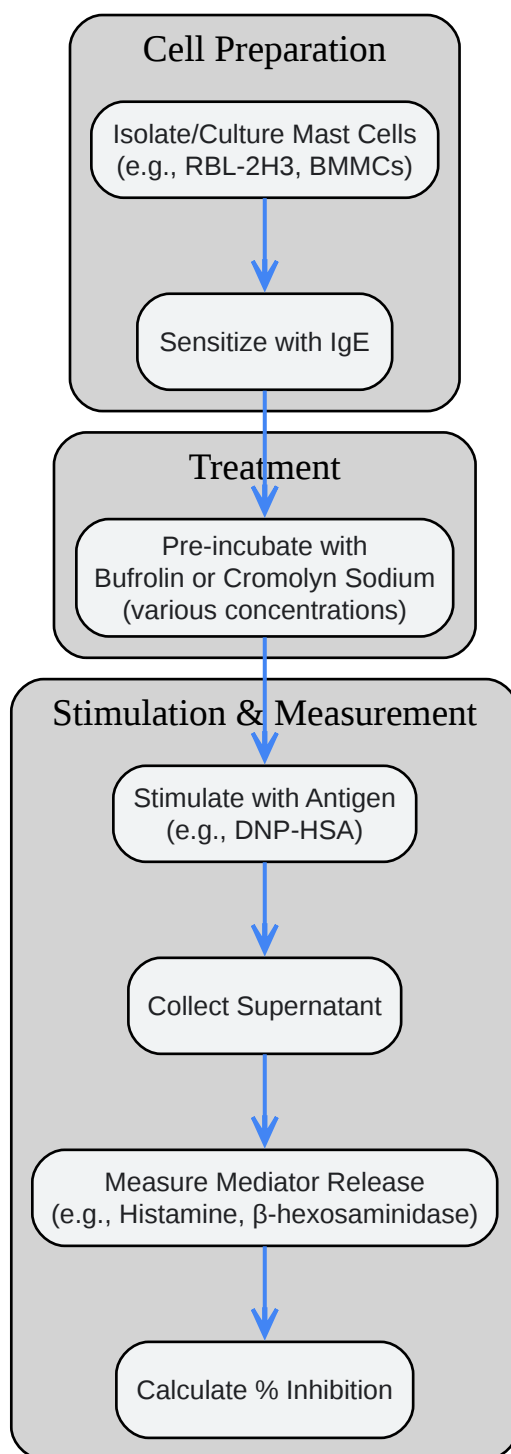 Cell Preparation
Isolate/Culture Mast Cells
(e.g., RBL-2H3, BMMCs)
Sensitize with IgE
Treatment
Pre-incubate with
Bufrolin or Cromolyn Sodium
(various concentrations)
Stimulation & Measurement
Stimulate with Antigen
(e.g., DNP-HSA)
Collect Supernatant
Measure Mediator Release
(e.g., Histamine, β-hexosaminidase)
Calculate % Inhibition